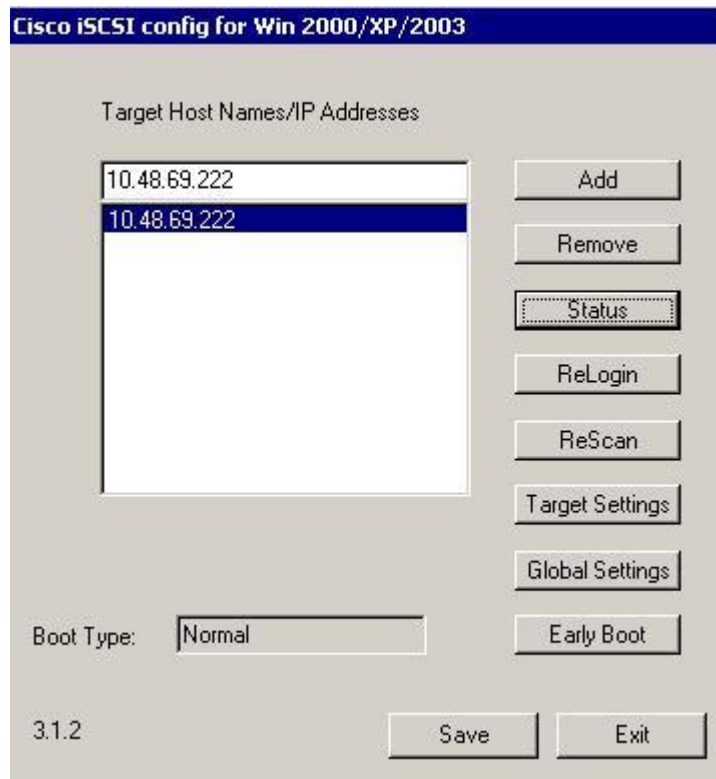 Cisco iSCSI config for Win 2000/XP/2003
Target Host Names/IP Addresses
10.48.69.222
Add
10.48.69.222
Remove
Status
ReLogin
ReScan
Target Settings
Global Settings
Boot Type:
Normal
Early Boot
3.1.2
Save
Exit